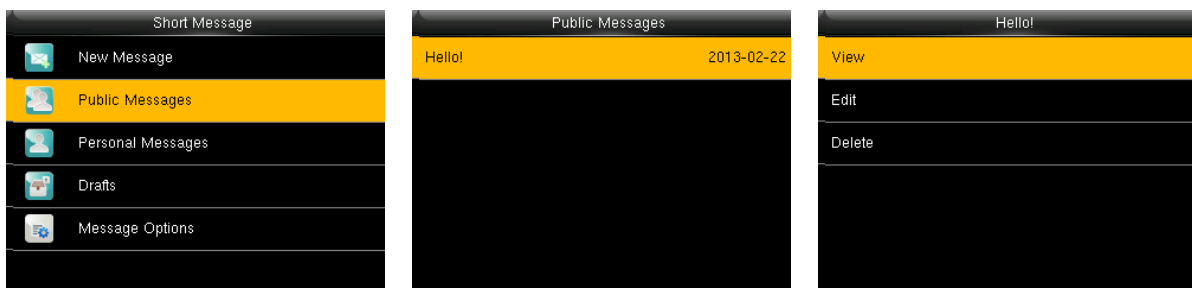 Short Message
New Message
Public Messages
Personal Messages
Drafts
Message Options
Public Messages
Hello! 2013-02-22
Hello!
View
Edit
Delete